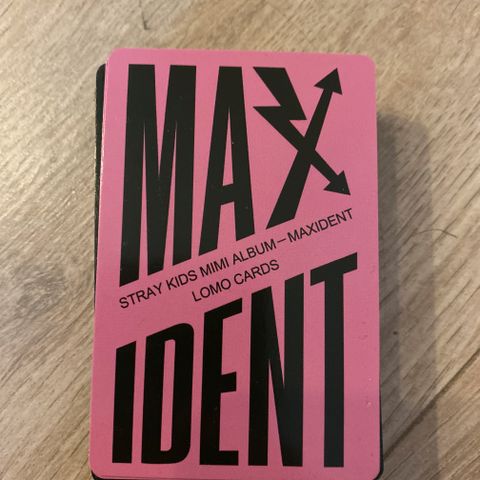 MAX
STRAY KIDS MIMI ALBUM-MAXIDENT
LOMO CARDS
IDENT